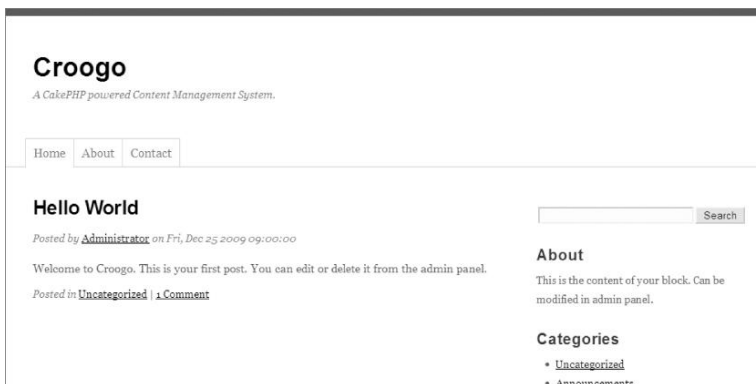 Croogo
A CakePHP powered Content Management System.
Home About Contact
Hello World
Posted by Administrator on Fri, Dec 25 2009 09:00:00
Welcome to Croogo. This is your first post. You can edit or delete it from the admin panel.
Posted in Uncategorized | 1 Comment
Search
About
This is the content of your block. Can be
modified in admin panel.
Categories
• Uncategorized
• Announcements